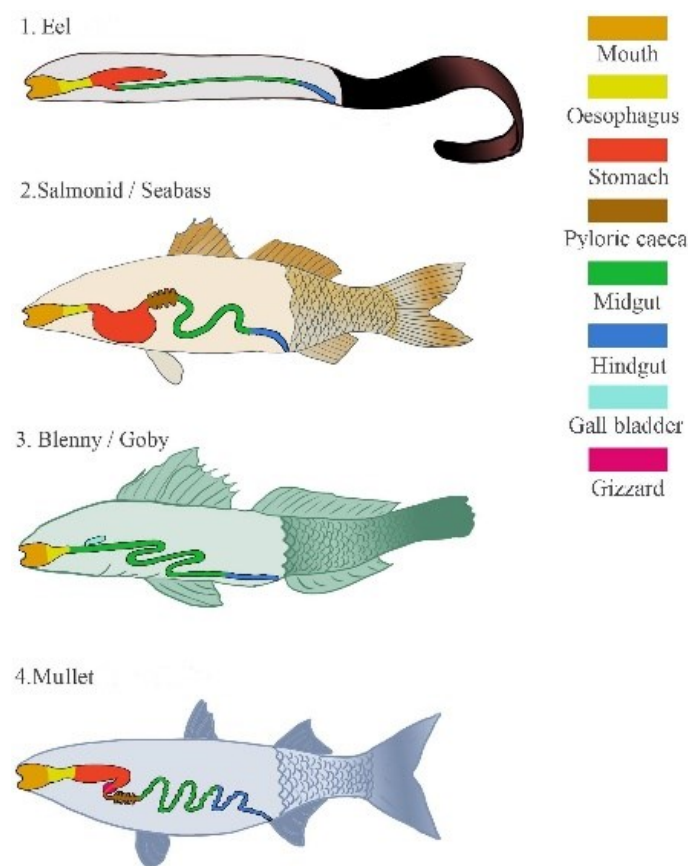 1. Eel
Mouth
Oesophagus
Stomach
2.Salmonid / Seabass
Pyloric caeca
Midgut
Hindgut
Gall bladder
3. Blenny / Goby
Gizzard
4.Mullet